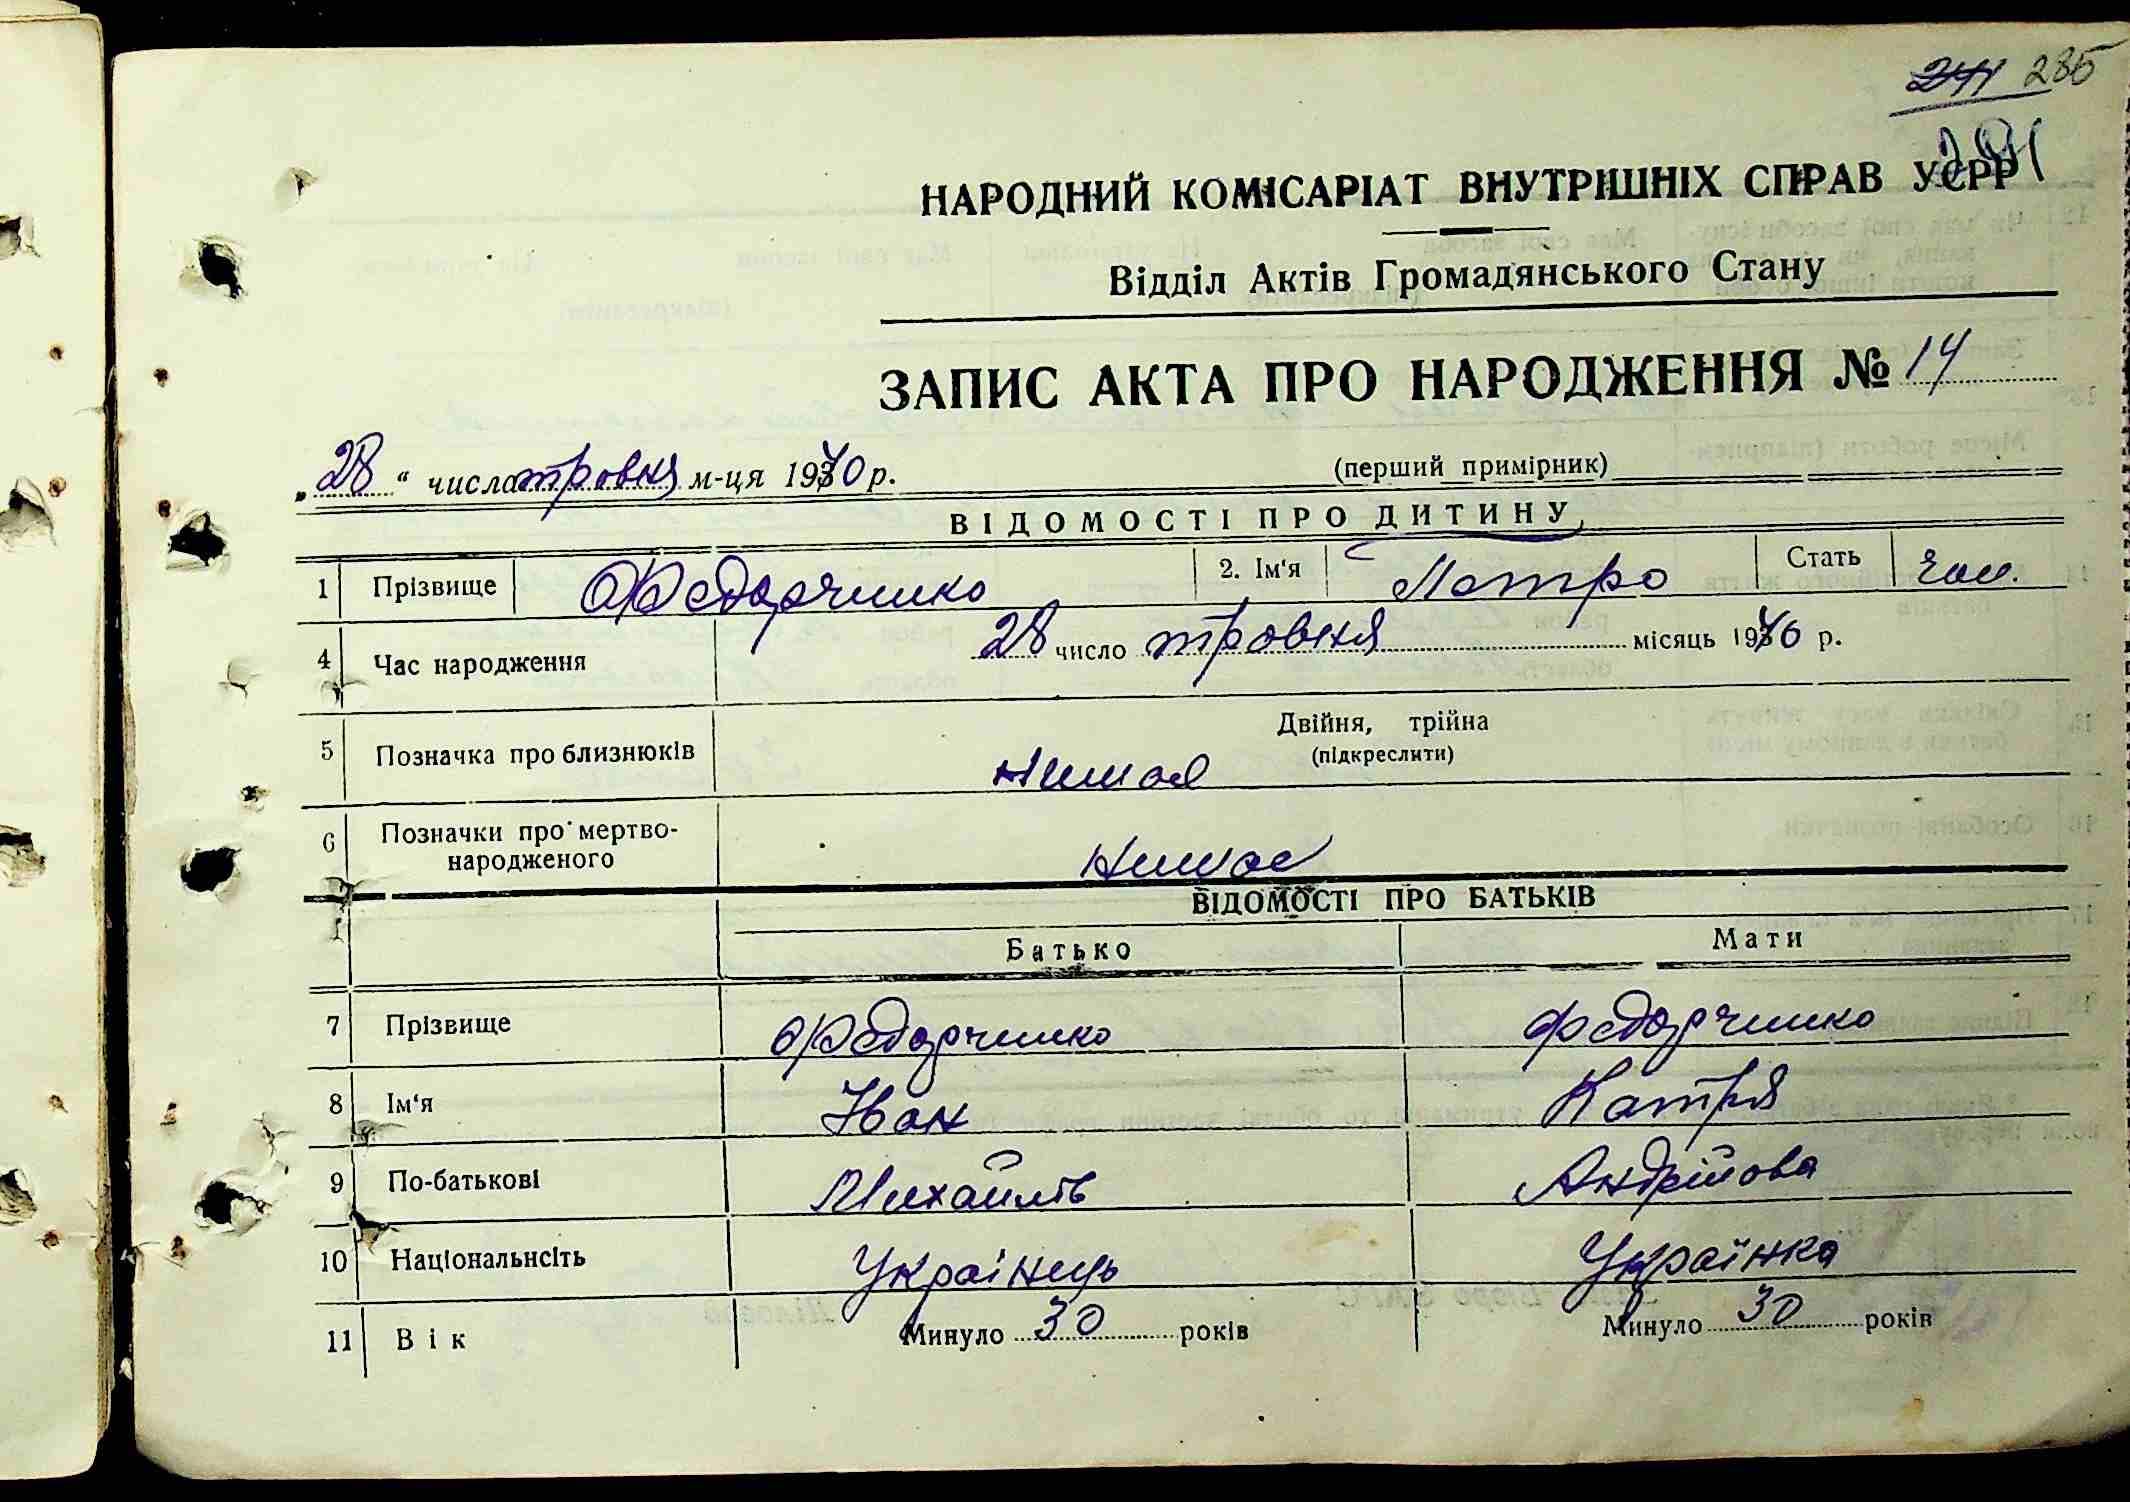 285
НАРОДНИЙ КОМІСАРІАТ ВНУТРІШНІХ СПРАВ УСРР
Відділ Актів Громадянського Стану
ЗАПИС АКТА ПРО НАРОДЖЕННЯ № 14
„28“ числа травня м-ця 1940 р. (перший примірник)
ВІДОМОСТІ ПРО ДИТИНУ
1 Прізвище Федорченко 2. Ім'я Петро Стать чол.
4 Час народження 28 число травня місяць 1940 р.
5 Позначка про близнюків Двійня, трійна
(підкреслити)
немає
6 Позначки про мертво-
народженого немає
ВІДОМОСТІ ПРО БАТЬКІВ
Батько Мати
7 Прізвище Федорченко Федорченко
8 Ім'я Іван Катря
9 По-батькові Михайлів Андрійова
10 Національнсіть Українець Українка
11 Вік Минуло 30 років Минуло 30 років